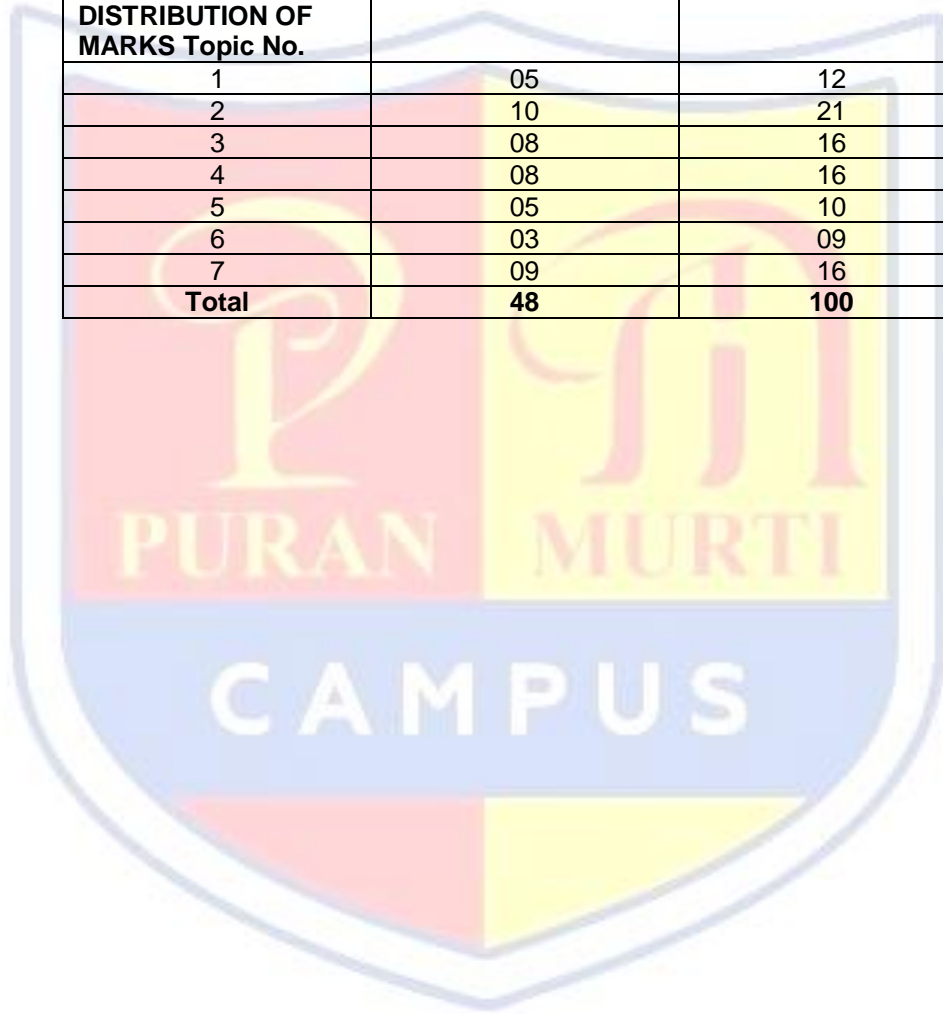 DISTRIBUTION OF
MARKS Topic No.
1 05 12
2 10 21
3 08 16
4 08 16
5 05 10
6 03 09
7 09 16
Total 48 100
PURAN MURTI
CAMPUS